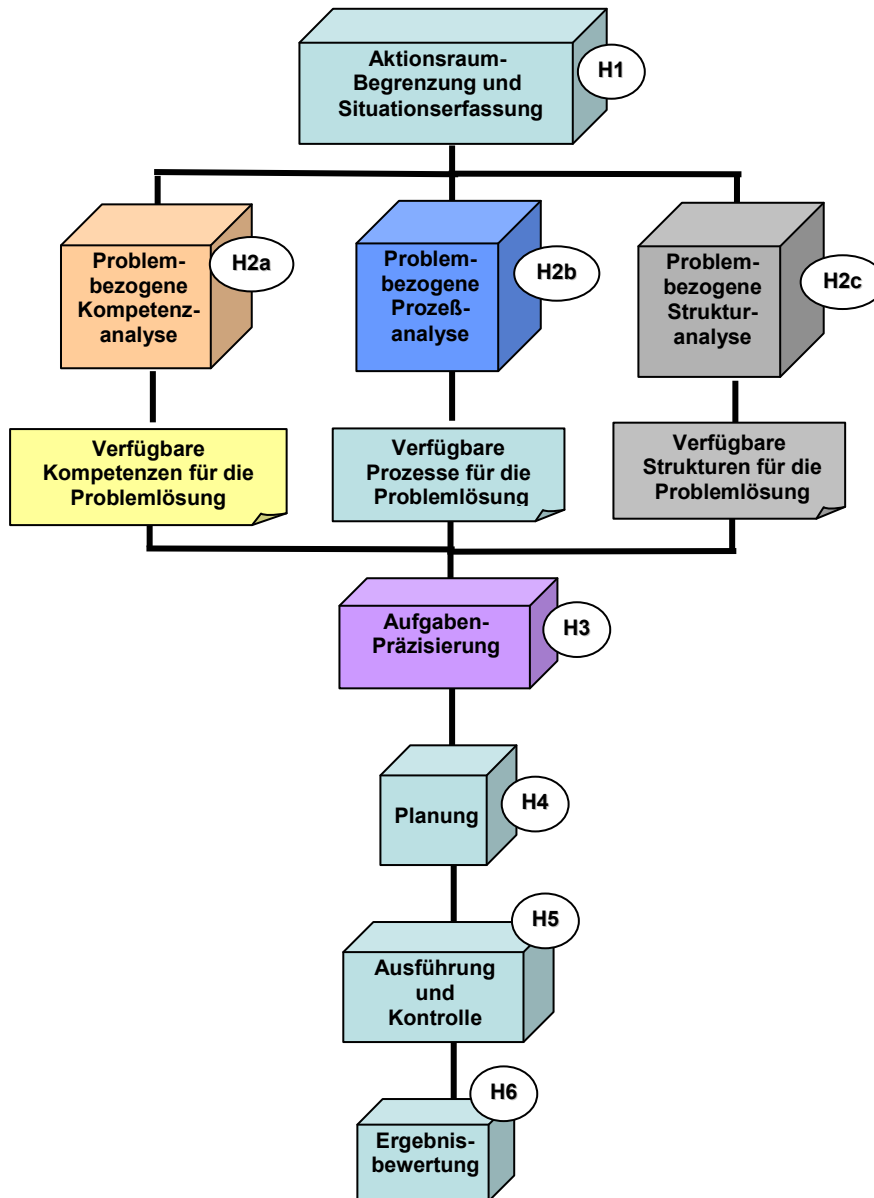 Aktionsraum-
Begrenzung und
Situationserfassung
H1
Problem-
bezogene
Kompetenz-
analyse
H2a
Problem-
bezogene
Prozeß-
analyse
H2b
Problem-
bezogene
Struktur-
analyse
H2c
Verfügbare
Kompetenzen für die
Problemlösung
Verfügbare
Prozesse für die
Problemlösung
Verfügbare
Strukturen für die
Problemlösung
Aufgaben-
Präzisierung
H3
Planung
H4
Ausführung
und
Kontrolle
H5
Ergebnis-
bewertung
H6